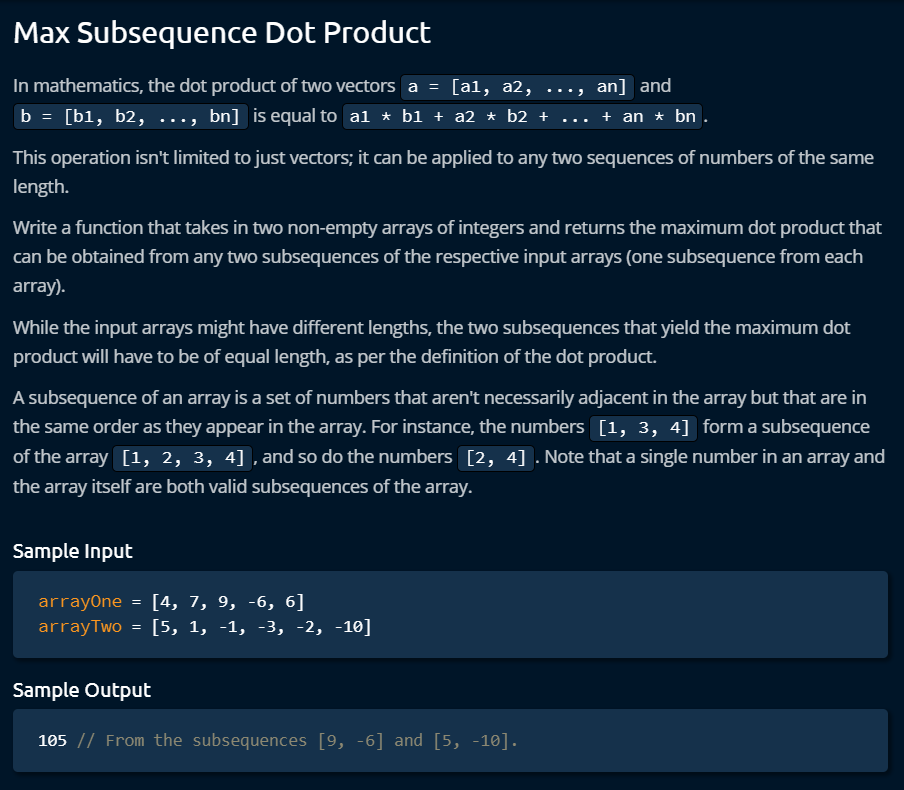 Max Subsequence Dot Product
In mathematics, the dot product of two vectors a = [a1, a2, ..., an] and
b = [b1, b2, ..., bn] is equal to a1 * b1 + a2 * b2 + ... + an * bn.
This operation isn't limited to just vectors; it can be applied to any two sequences of numbers of the same
length.
Write a function that takes in two non-empty arrays of integers and returns the maximum dot product that
can be obtained from any two subsequences of the respective input arrays (one subsequence from each
array).
While the input arrays might have different lengths, the two subsequences that yield the maximum dot
product will have to be of equal length, as per the definition of the dot product.
A subsequence of an array is a set of numbers that aren't necessarily adjacent in the array but that are in
the same order as they appear in the array. For instance, the numbers [1, 3, 4] form a subsequence
of the array [1, 2, 3, 4], and so do the numbers [2, 4]. Note that a single number in an array and
the array itself are both valid subsequences of the array.
Sample Input
arrayOne = [4, 7, 9, -6, 6]
arrayTwo = [5, 1, -1, -3, -2, -10]
Sample Output
105 // From the subsequences [9, -6] and [5, -10].